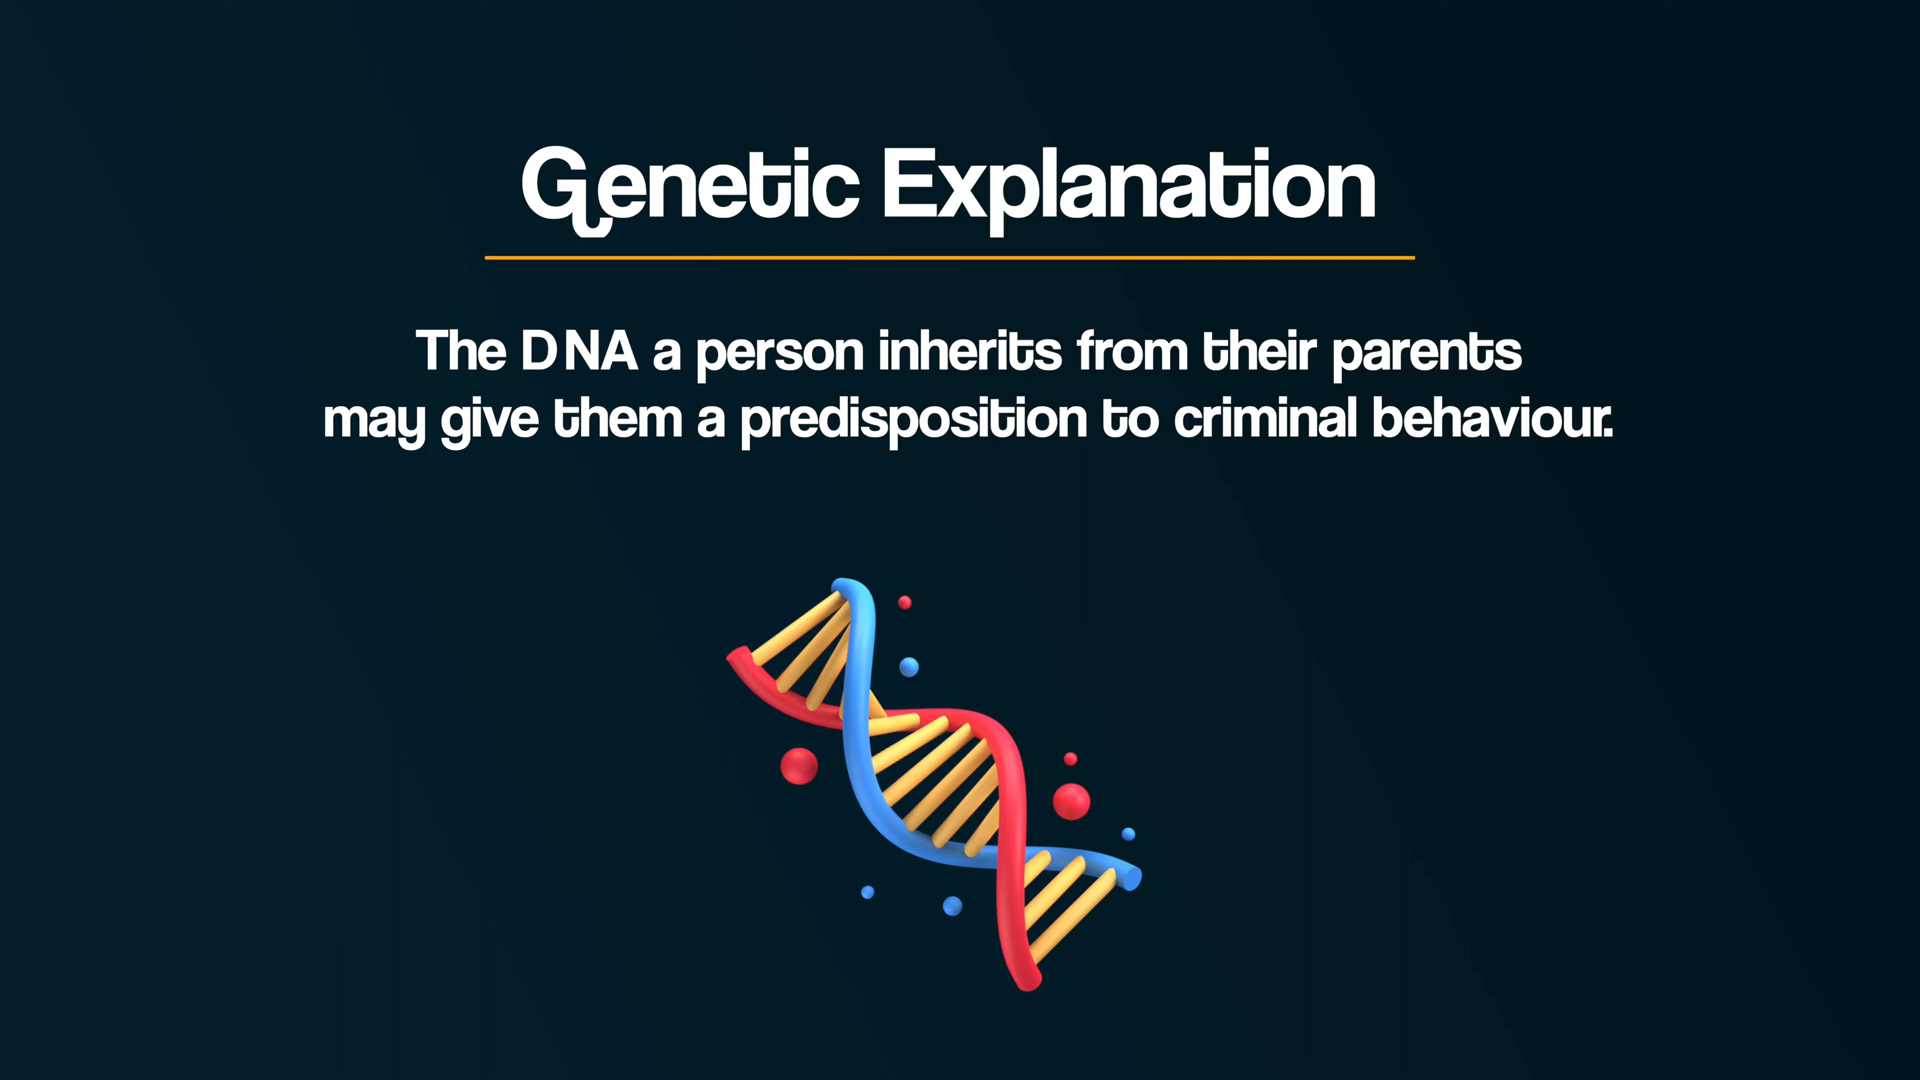 Genetic Explanation
The DNA a person inherits from their parents
may give them a predisposition to criminal behaviour.